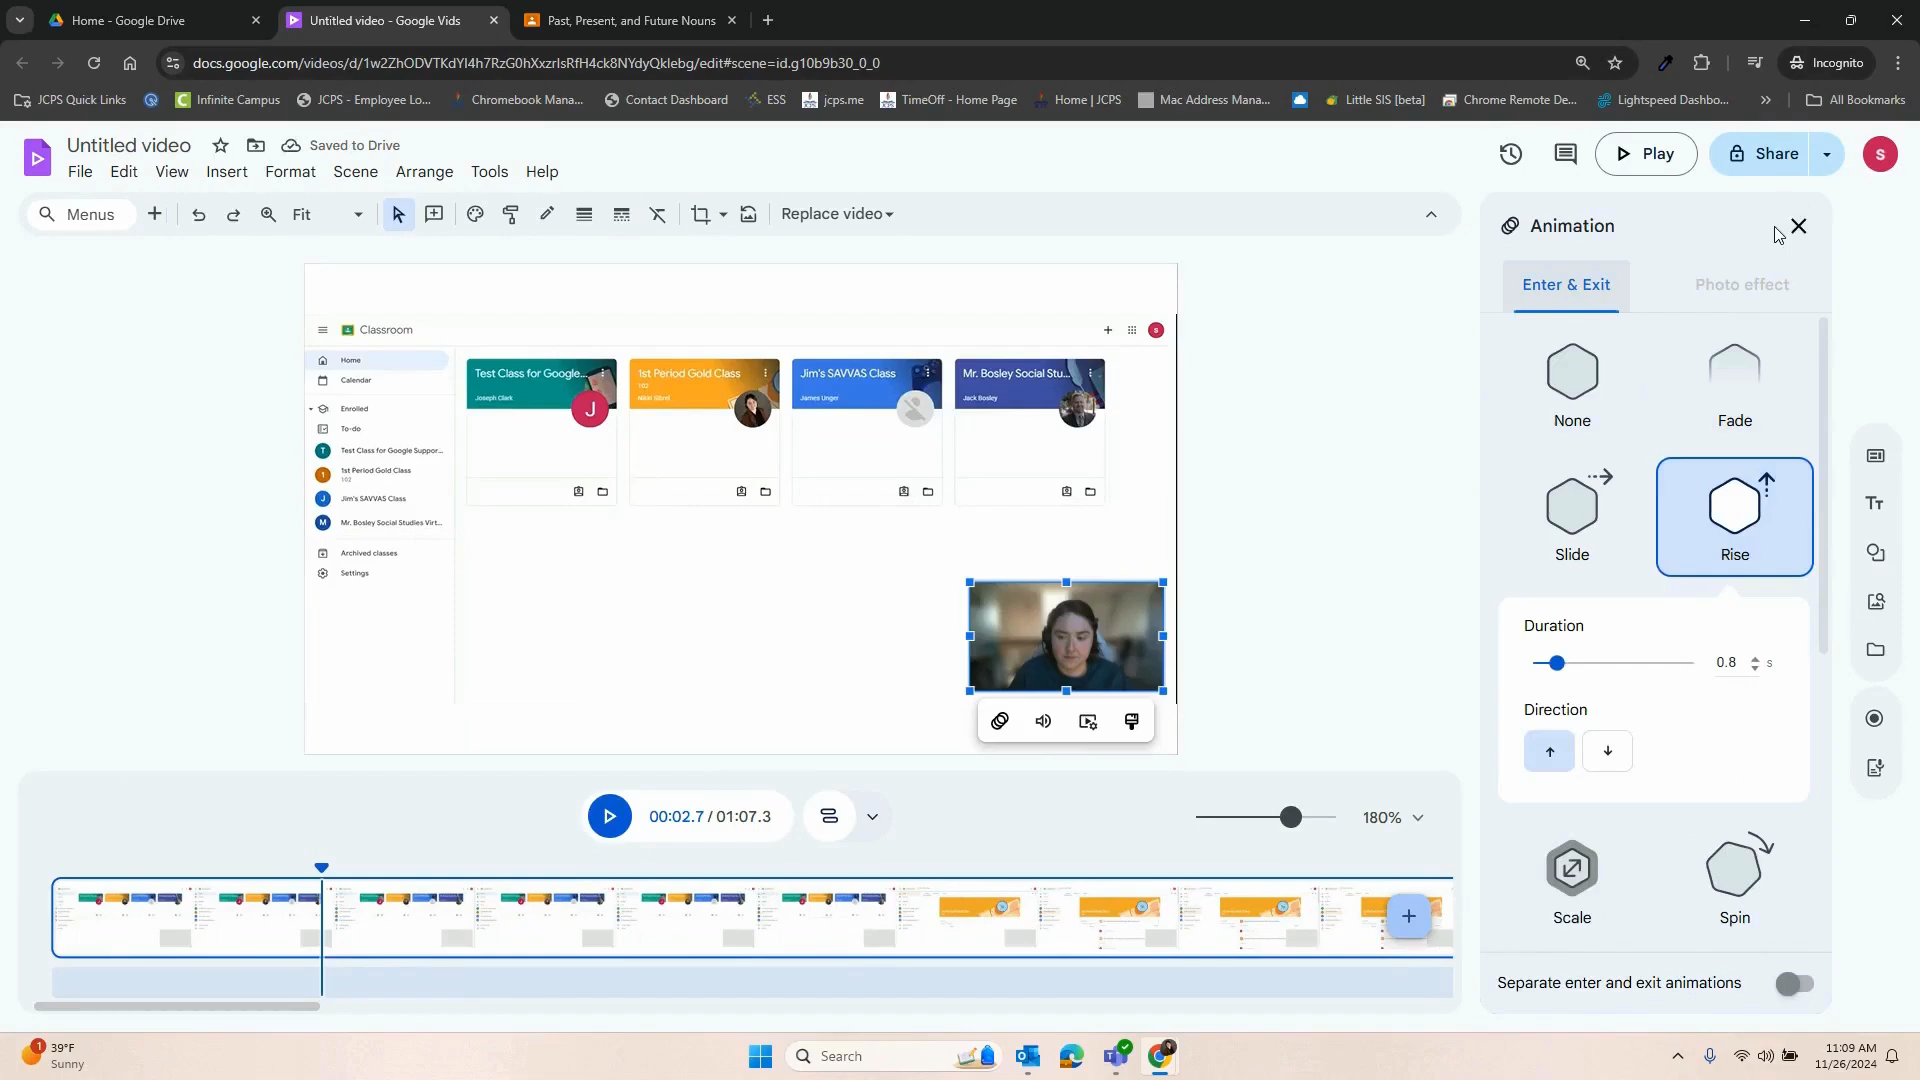 Home - Google Drive
Untitled video - Google Vids
Past, Present, and Future Nouns
docs.google.com/videos/d/1w2ZhODVTKdYI4h7RzG0hXxzrIsRfH4ck8NYdyQklebg/edit#scene=id.g10b9b30_0_0
Incognito
JCPS Quick Links
Infinite Campus
JCPS - Employee Lo...
Chromebook Mana...
Contact Dashboard
ESS
jcps.me
TimeOff - Home Page
Home | JCPS
Mac Address Mana...
Little SIS [beta]
Chrome Remote De...
Lightspeed Dashbo...
All Bookmarks
Untitled video
Saved to Drive
Play
Share
S
File Edit View Insert Format Scene Arrange Tools Help
Menus
Fit
Replace video
Animation
Enter & Exit
Photo effect
None
Fade
Slide
Rise
Duration
0.8 s
Direction
Scale
Spin
Separate enter and exit animations
Classroom
S
Home
Calendar
Enrolled
To-do
T Test Class for Google Suppor...
1 1st Period Gold Class
102
J Jim's SAVVAS Class
M Mr. Bosley Social Studies Virt...
Archived classes
Settings
Test Class for Google...
Joseph Clark
J
1st Period Gold Class
102
Nikki Sibrel
Jim's SAVVAS Class
James Unger
Mr. Bosley Social Stu...
Jack Bosley
00:02.7 / 01:07.3
180%
1
39°F
Sunny
Search
11:09 AM
11/26/2024